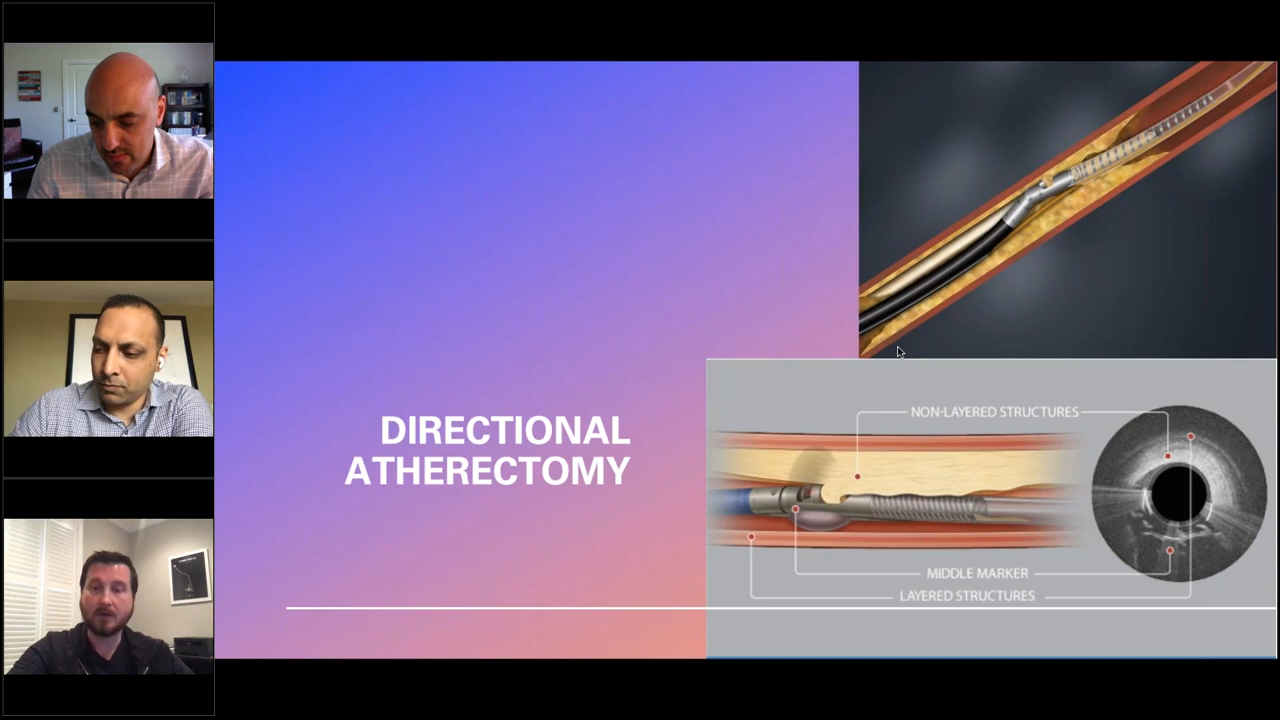 DIRECTIONAL
ATHERECTOMY
NON-LAYERED STRUCTURES
MIDDLE MARKER
LAYERED STRUCTURES